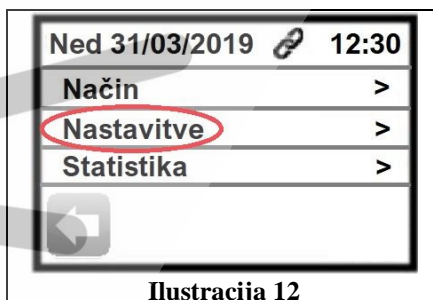 Ned 31/03/2019 12:30
Način >
Nastavitve >
Statistika >
Ilustracija 12